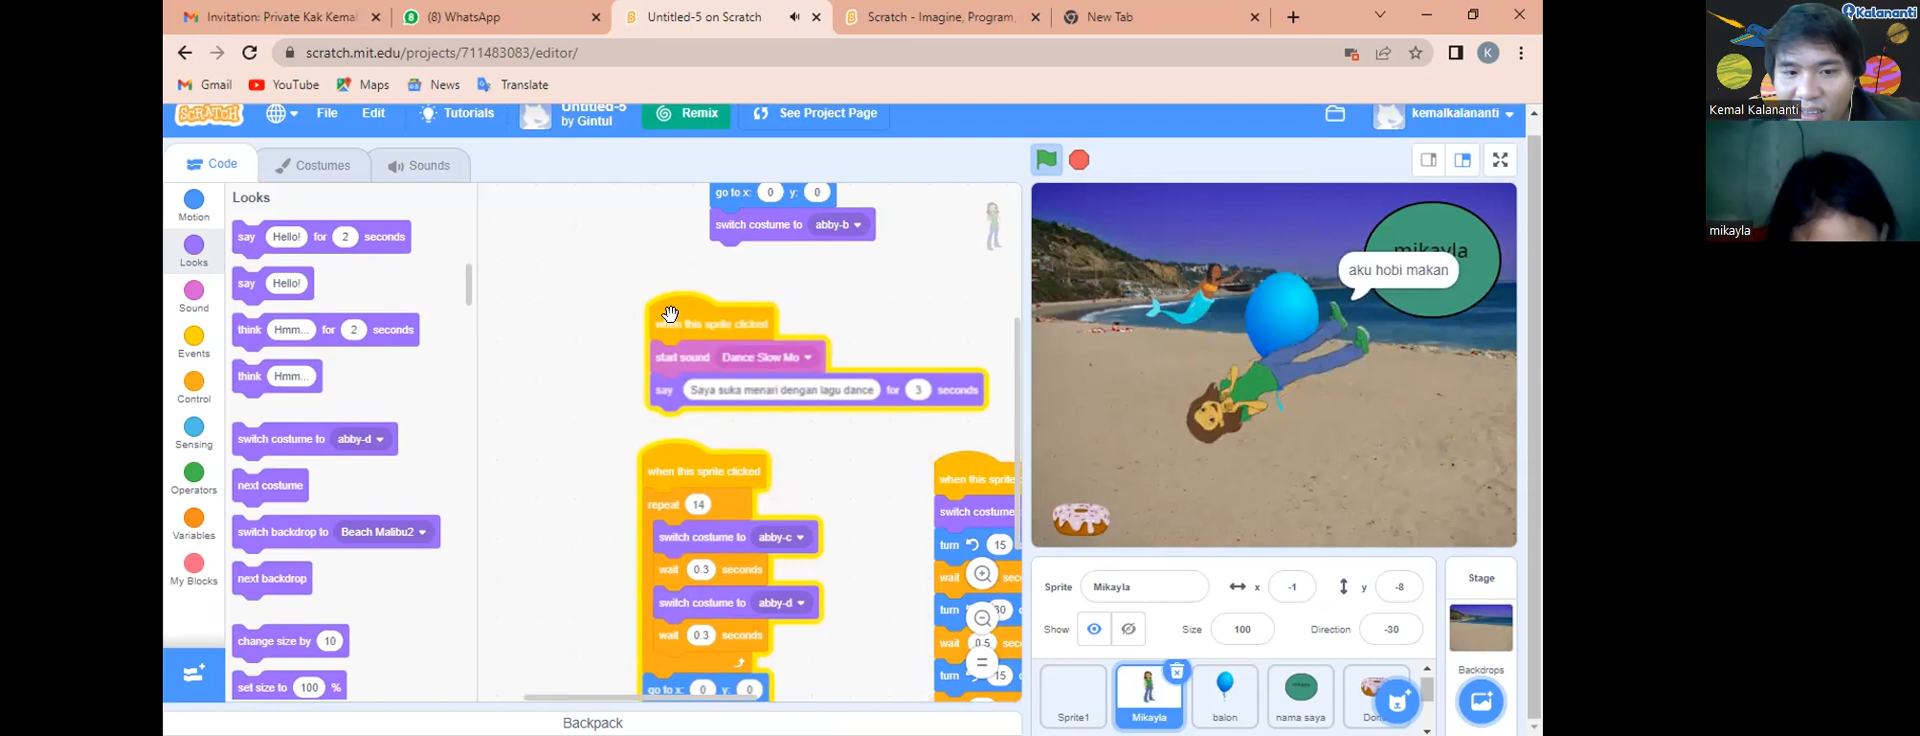 Invitation: Private Kak Kemal
(8) WhatsApp
Untitled-5 on Scratch
Scratch - Imagine, Program,
New Tab
scratch.mit.edu/projects/711483083/editor/
K
Gmail
YouTube
Maps
News
Translate
SCRATCH
File
Edit
Tutorials
Untitled-5
by Gintul
Remix
See Project Page
kemalkalananti
Code
Costumes
Sounds
Motion
Looks
Sound
Events
Control
Sensing
Operators
Variables
My Blocks
Looks
say Hello! for 2 seconds
say Hello!
think Hmm... for 2 seconds
think Hmm...
switch costume to abby-d
next costume
switch backdrop to Beach Malibu2
next backdrop
change size by 10
set size to 100 %
go to x: 0 y: 0
switch costume to abby-b
when this sprite clicked
start sound Dance Slow Mo
say Saya suka menari dengan lagu dance for 3 seconds
when this sprite clicked
repeat 14
switch costume to abby-c
wait 0.3 seconds
switch costume to abby-d
wait 0.3 seconds
go to x: 0 y: 0
when this sprite
switch costume
turn 15
wait
turn 30
wait 0.5
turn 15
Backpack
mikayla
aku hobi makan
Sprite Mikayla
x -1
y -8
Show
Size 100
Direction -30
Stage
Backdrops
Sprite1
Mikayla
balon
nama saya
Kalananti
Kemal Kalananti
mikayla